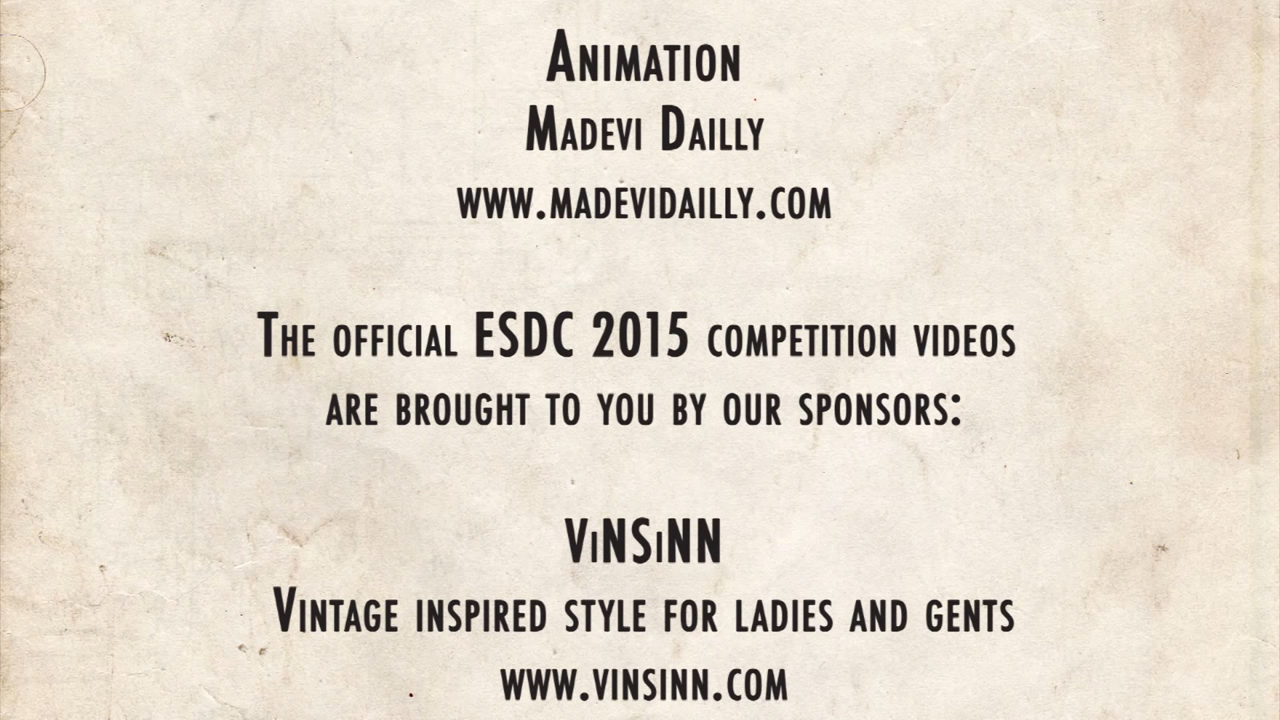 Animation
Madevi Dailly
www.madevidailly.com
The official ESDC 2015 competition videos
are brought to you by our sponsors:
ViNSiNN
Vintage inspired style for ladies and gents
www.vinsinn.com